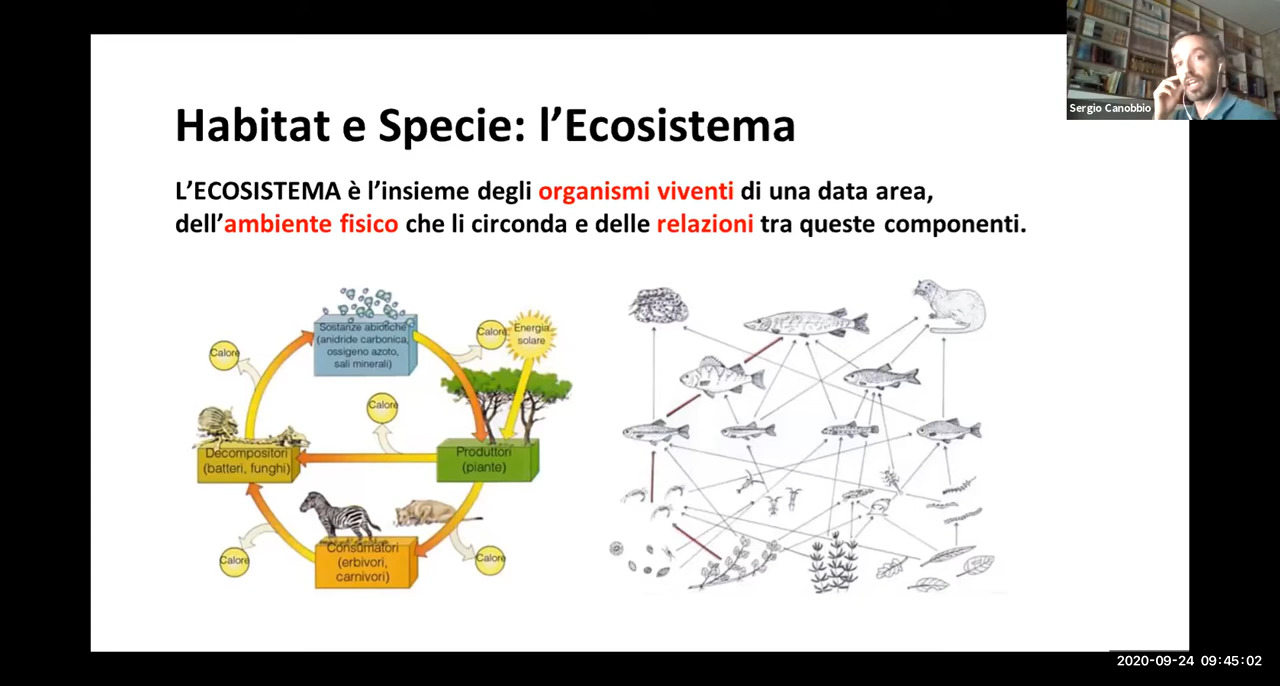 Sergio Canobbio
Habitat e Specie: l’Ecosistema
L’ECOSISTEMA è l’insieme degli organismi viventi di una data area,
dell’ambiente fisico che li circonda e delle relazioni tra queste componenti.
Sostanze abiotiche
(anidride carbonica,
ossigeno azoto,
sali minerali)
Calore
Energia
solare
Calore
Calore
Decompositori
(batteri, funghi)
Produttori
(piante)
Consumatori
(erbivori,
carnivori)
Calore
Calore
2020-09-24 09:45:02